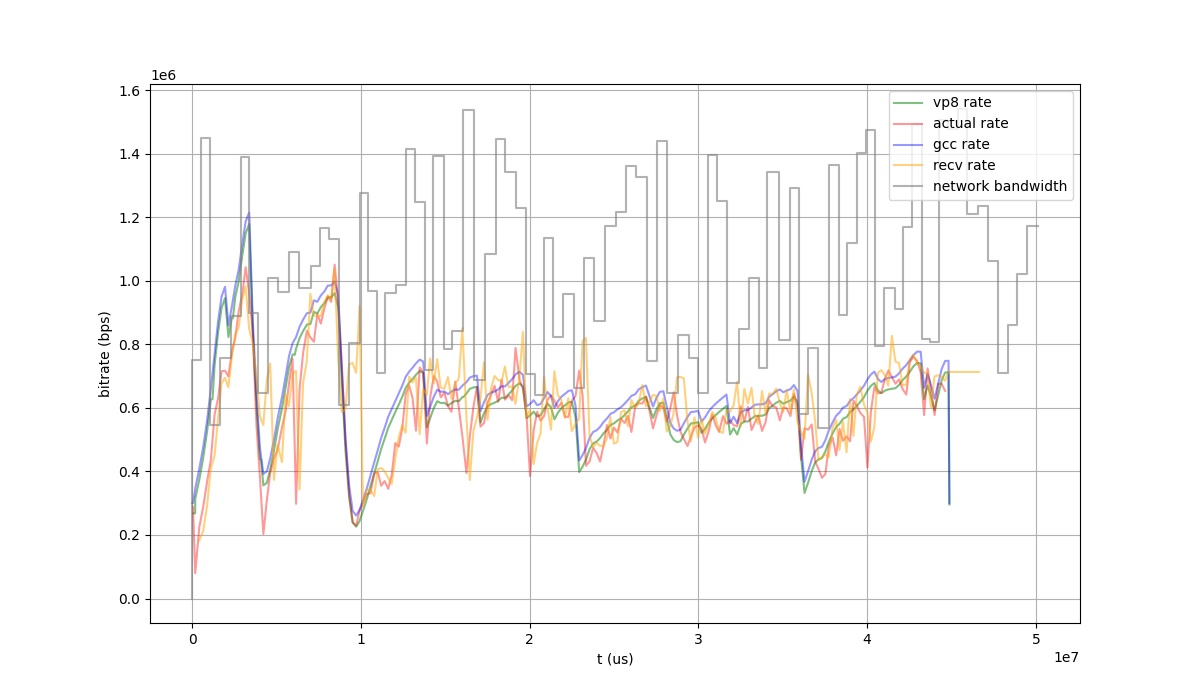 1e6
bitrate (bps)
1.6
1.4
1.2
1.0
0.8
0.6
0.4
0.2
0.0
vp8 rate
actual rate
gcc rate
recv rate
network bandwidth
0 1 2 3 4 5
t (us)
1e7